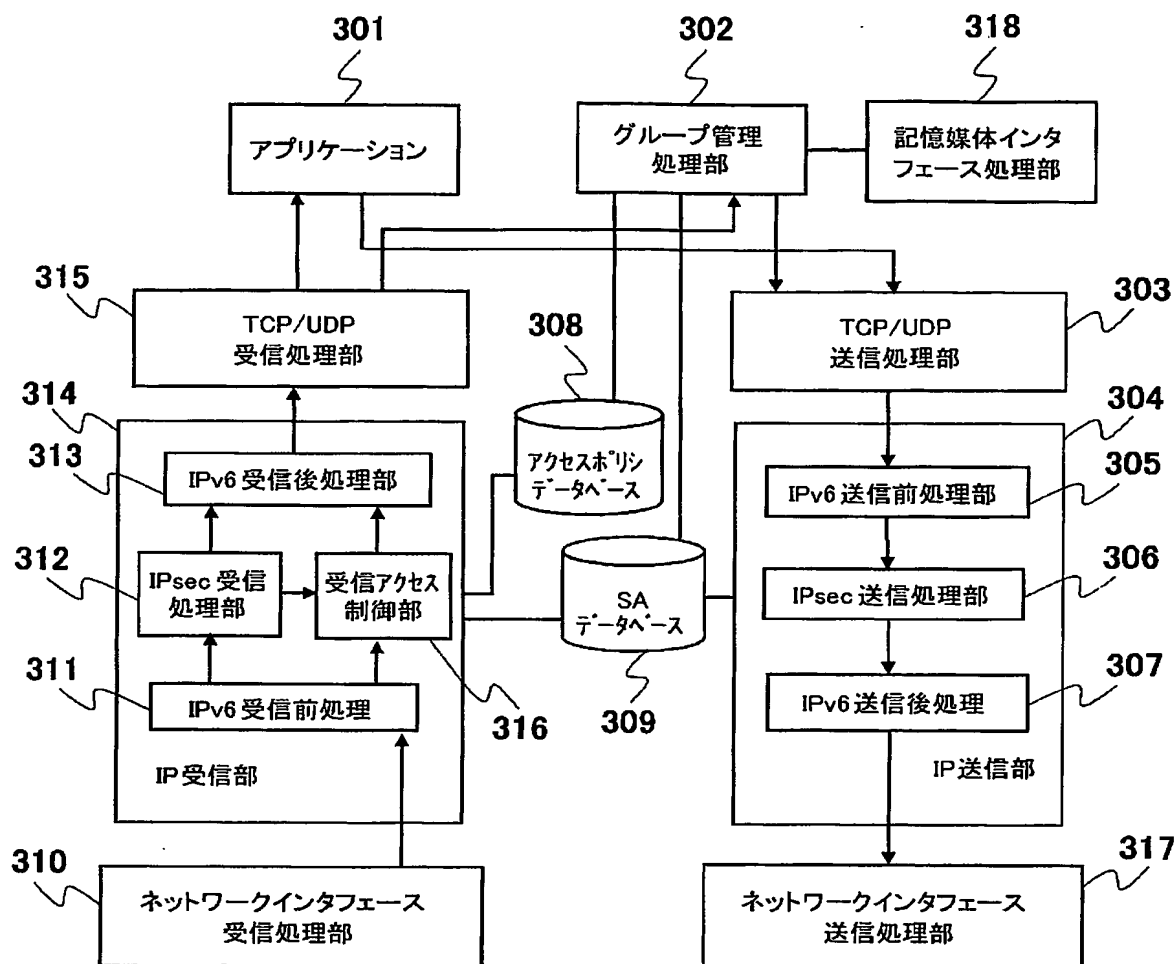 301
302
318
アプリケーション
グループ管理
処理部
記憶媒体インタ
フェース処理部
315
TCP/UDP
受信処理部
308
TCP/UDP
送信処理部
303
314
304
313
IPv6 受信後処理部
アクセスポリシ
データベース
IPv6 送信前処理部
305
312
IPsec 受信
処理部
受信アクセス
制御部
SA
データベース
IPsec 送信処理部
306
311
IPv6 受信前処理
316
309
IPv6 送信後処理
307
IP 受信部
IP 送信部
310
ネットワークインタフェース
受信処理部
ネットワークインタフェース
送信処理部
317